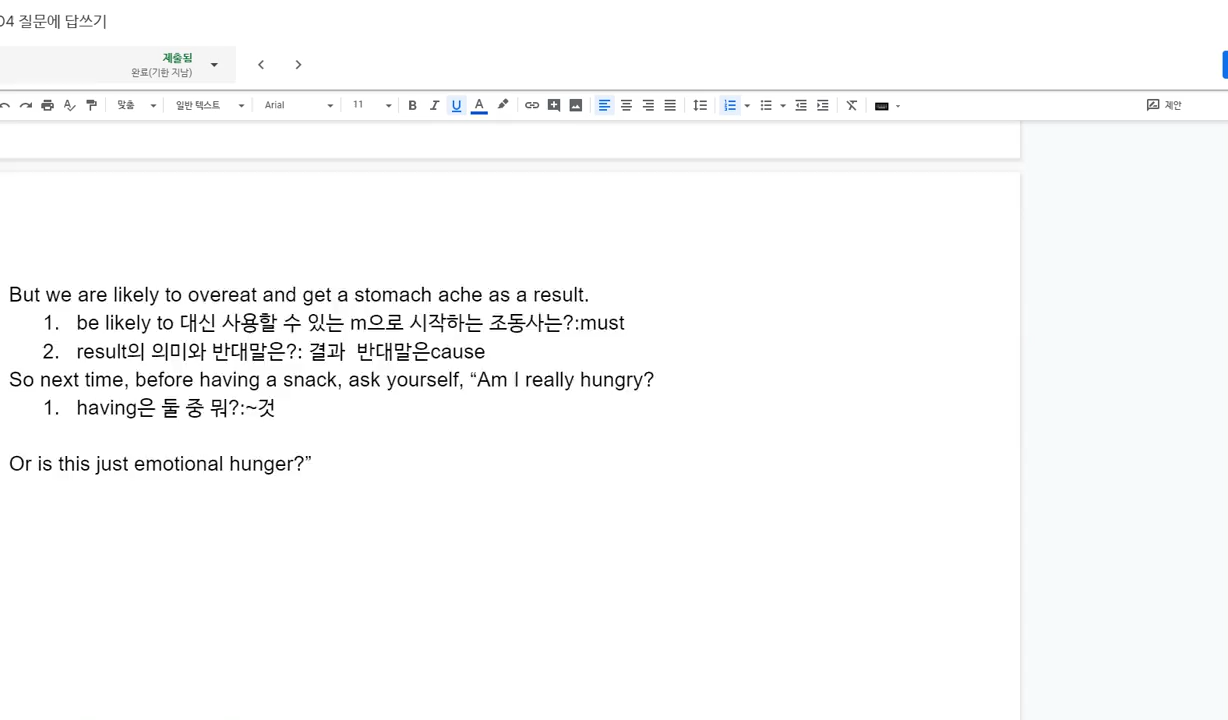 04 질문에 답쓰기
제출됨
완료(기한 지남)
맞춤
일반 텍스트
Arial
11
제안
But we are likely to overeat and get a stomach ache as a result.
1. be likely to 대신 사용할 수 있는 m으로 시작하는 조동사는?:must
2. result의 의미와 반대말은?: 결과 반대말은cause
So next time, before having a snack, ask yourself, “Am I really hungry?
1. having은 둘 중 뭐?:~것
Or is this just emotional hunger?”